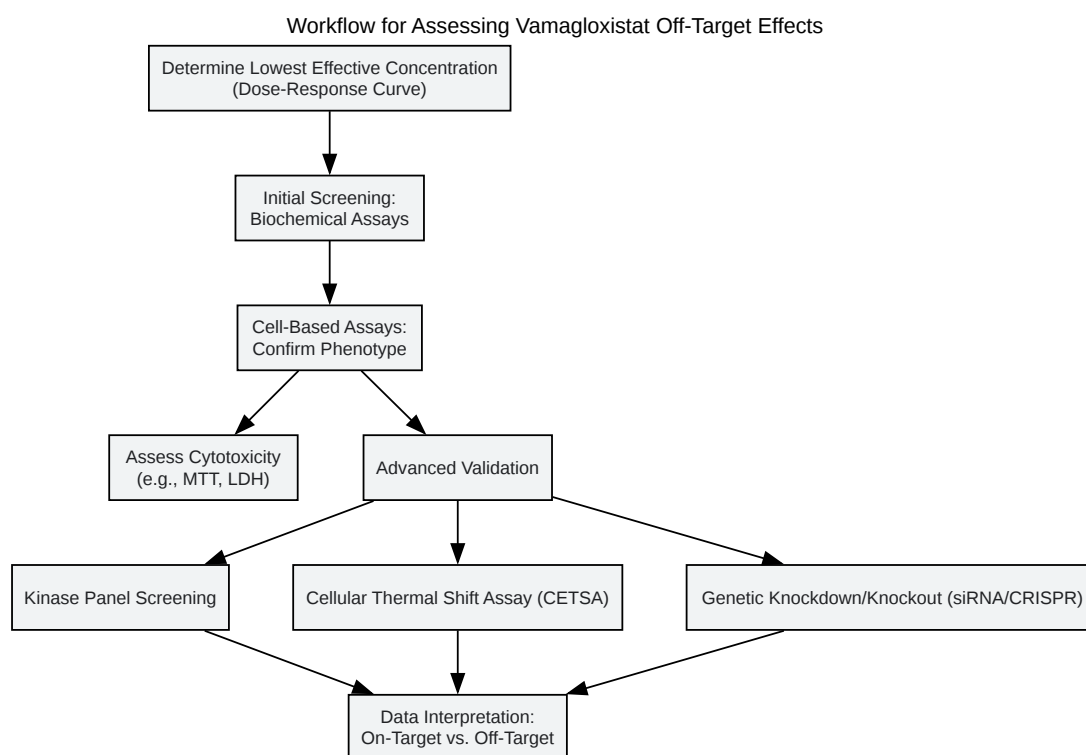 Workflow for Assessing Vamagloxistat Off-Target Effects
Determine Lowest Effective Concentration
(Dose-Response Curve)
Initial Screening:
Biochemical Assays
Cell-Based Assays:
Confirm Phenotype
Assess Cytotoxicity
(e.g., MTT, LDH)
Advanced Validation
Kinase Panel Screening
Cellular Thermal Shift Assay (CETSA)
Genetic Knockdown/Knockout (siRNA/CRISPR)
Data Interpretation:
On-Target vs. Off-Target